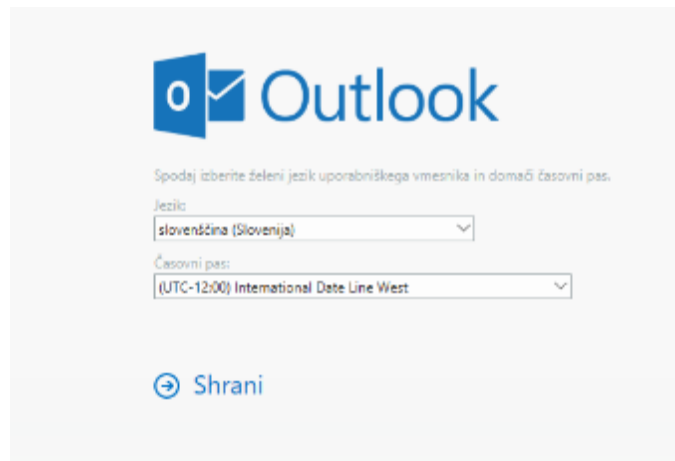 Outlook
Spodaj izberite želeni jezik uporabniškega vmesnika in domači časovni pas.
Jezik:
slovenščina (Slovenija)
Časovni pas:
(UTC-12:00) International Date Line West
Shrani